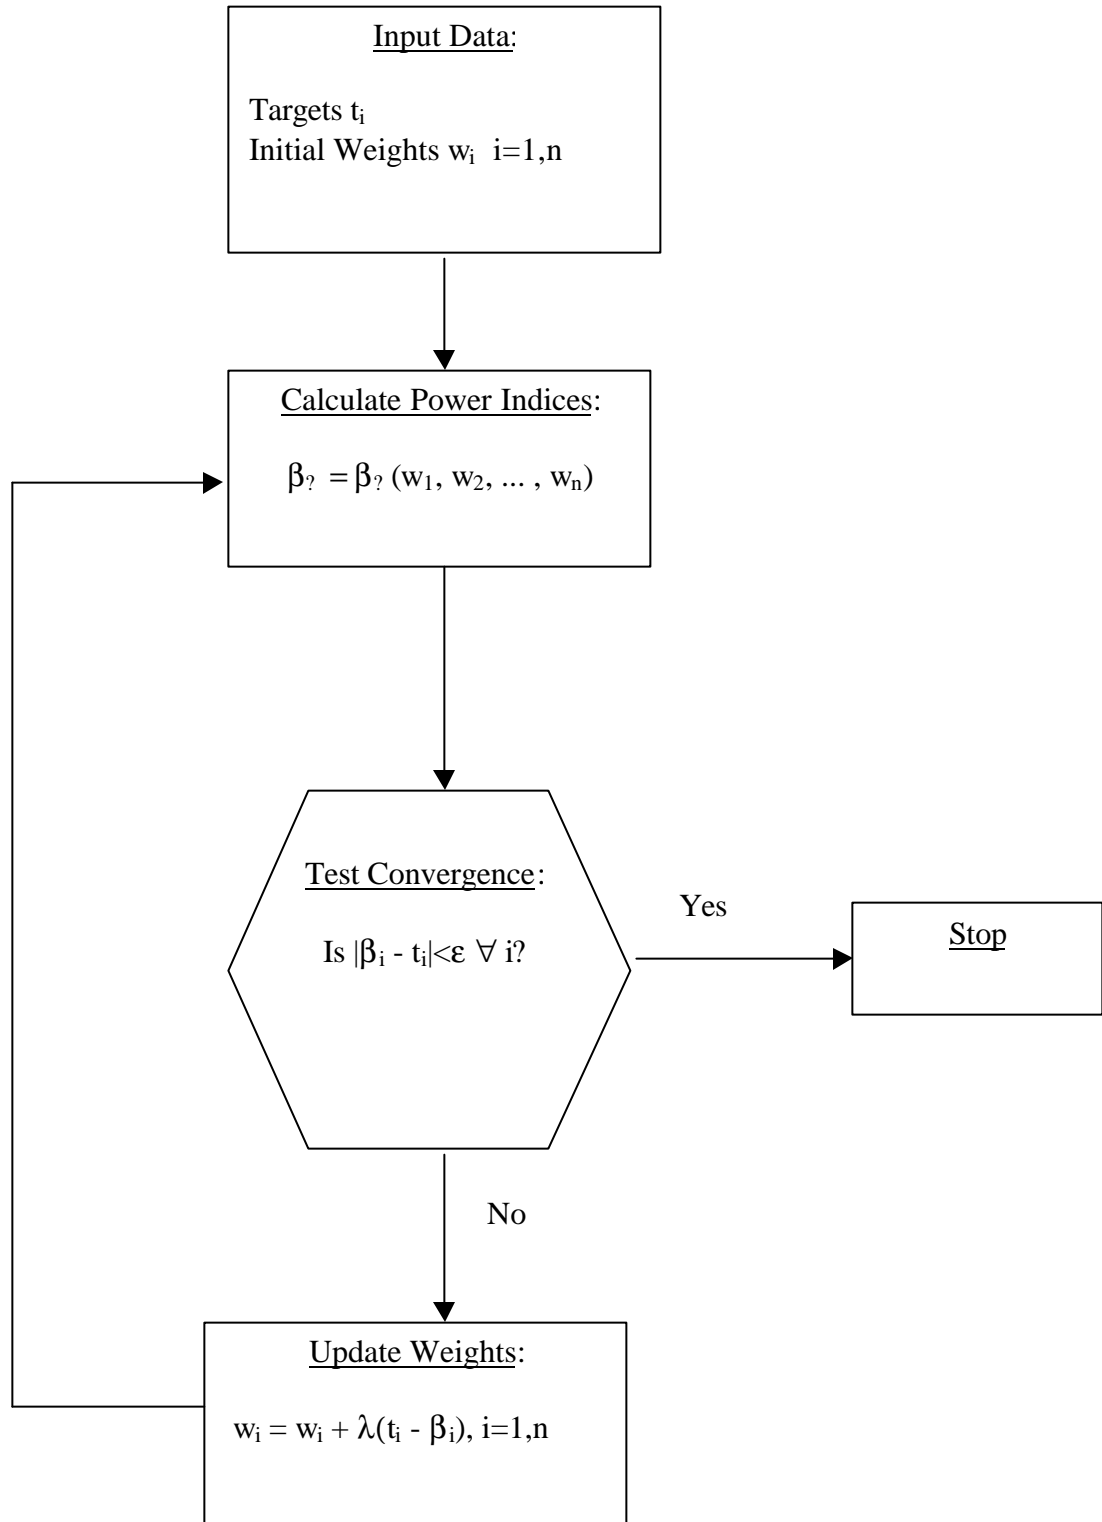 Input Data:
Targets tᵢ
Initial Weights wᵢ i=1,n
Calculate Power Indices:
β? = β? (w₁, w₂, ... , wₙ)
Test Convergence:
Is |βᵢ - tᵢ|<ε ∀ i?
Yes
Stop
No
Update Weights:
wᵢ = wᵢ + λ(tᵢ - βᵢ), i=1,n